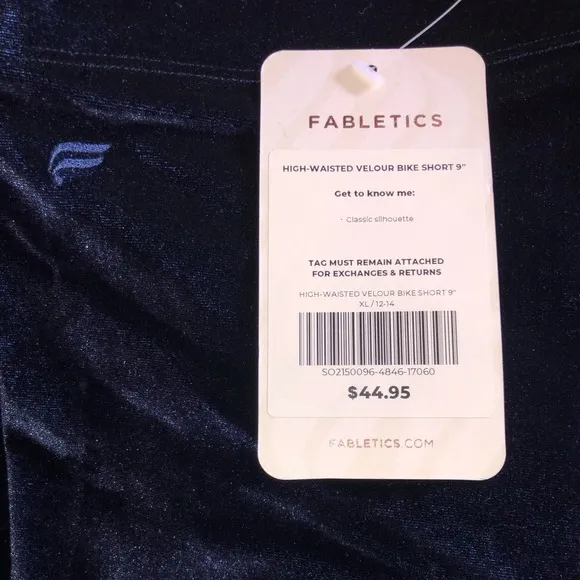 FABLETICS
HIGH-WAISTED VELOUR BIKE SHORT 9"
Get to know me:
· Classic silhouette
TAG MUST REMAIN ATTACHED
FOR EXCHANGES & RETURNS
HIGH-WAISTED VELOUR BIKE SHORT 9"
XL / 12-14
SO2150096-4846-17060
$44.95
FABLETICS.COM